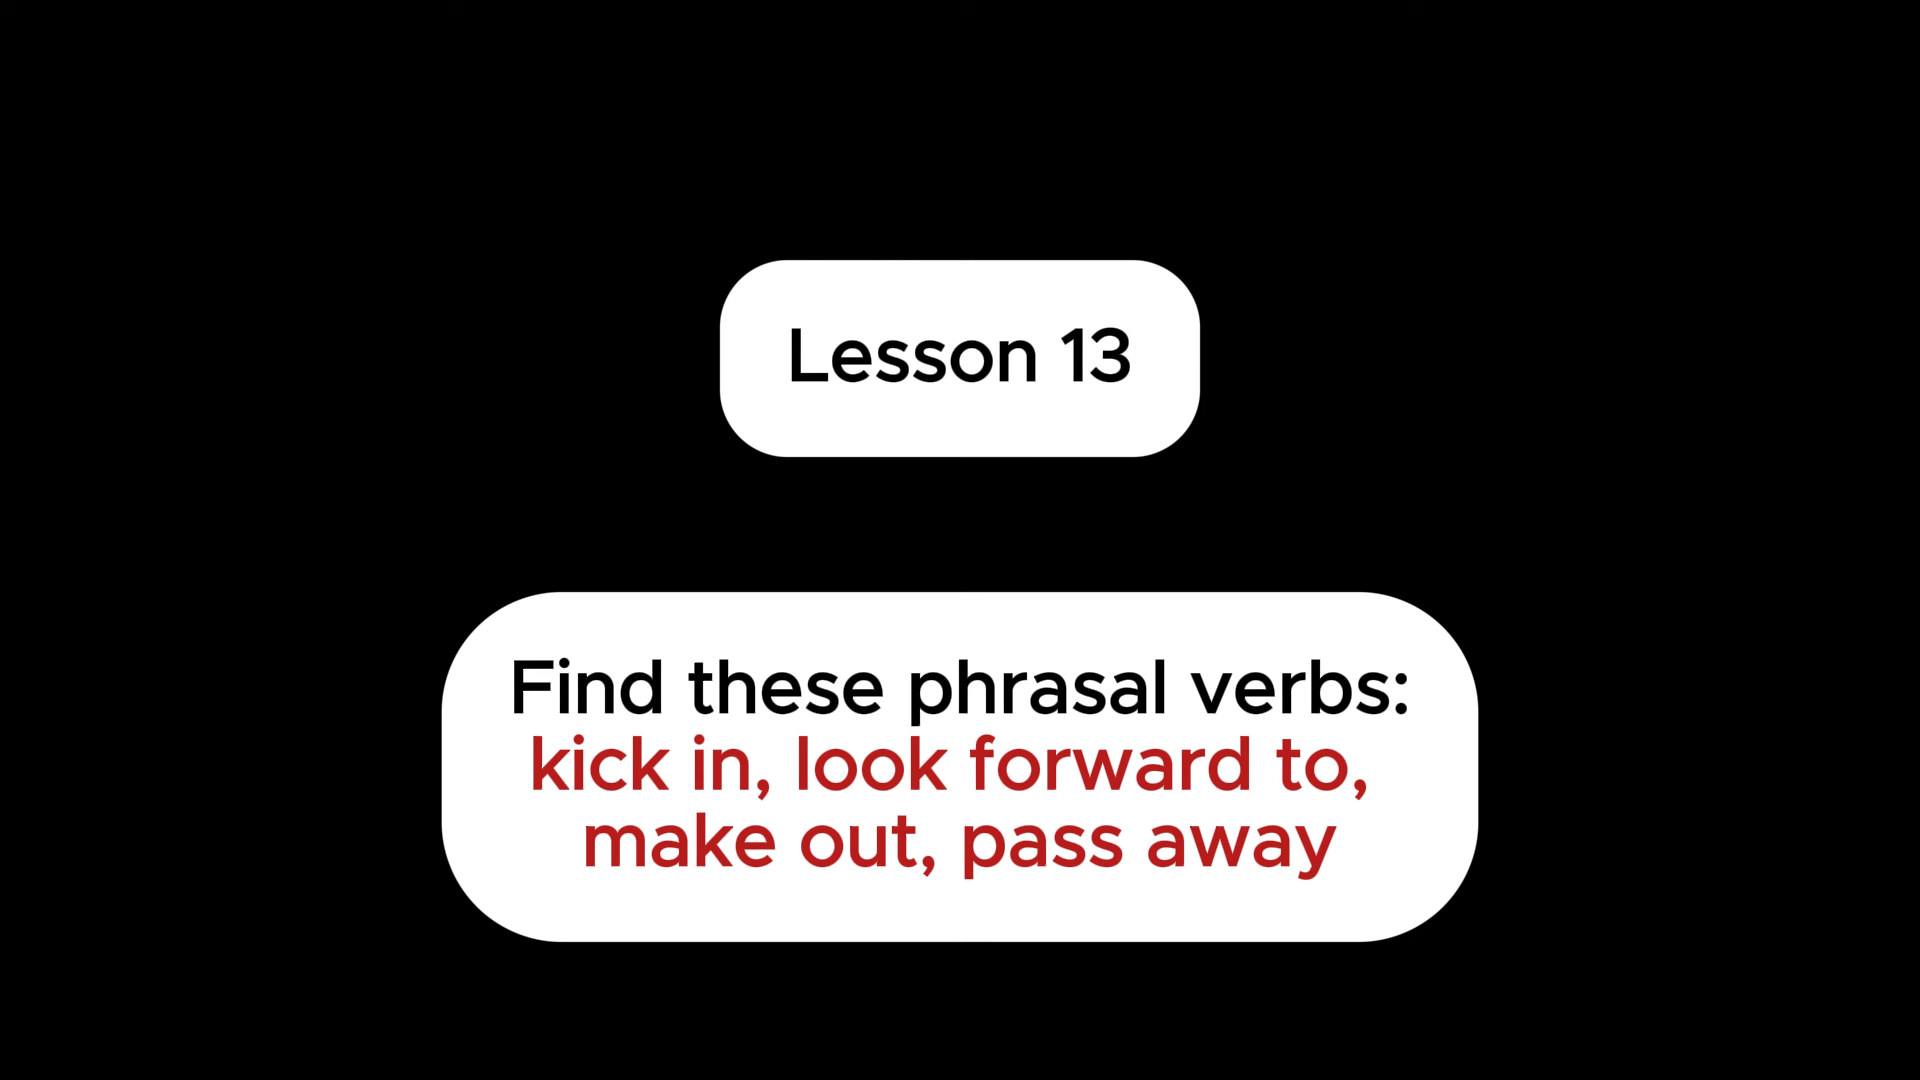 Lesson 13
Find these phrasal verbs:
kick in, look forward to,
make out, pass away